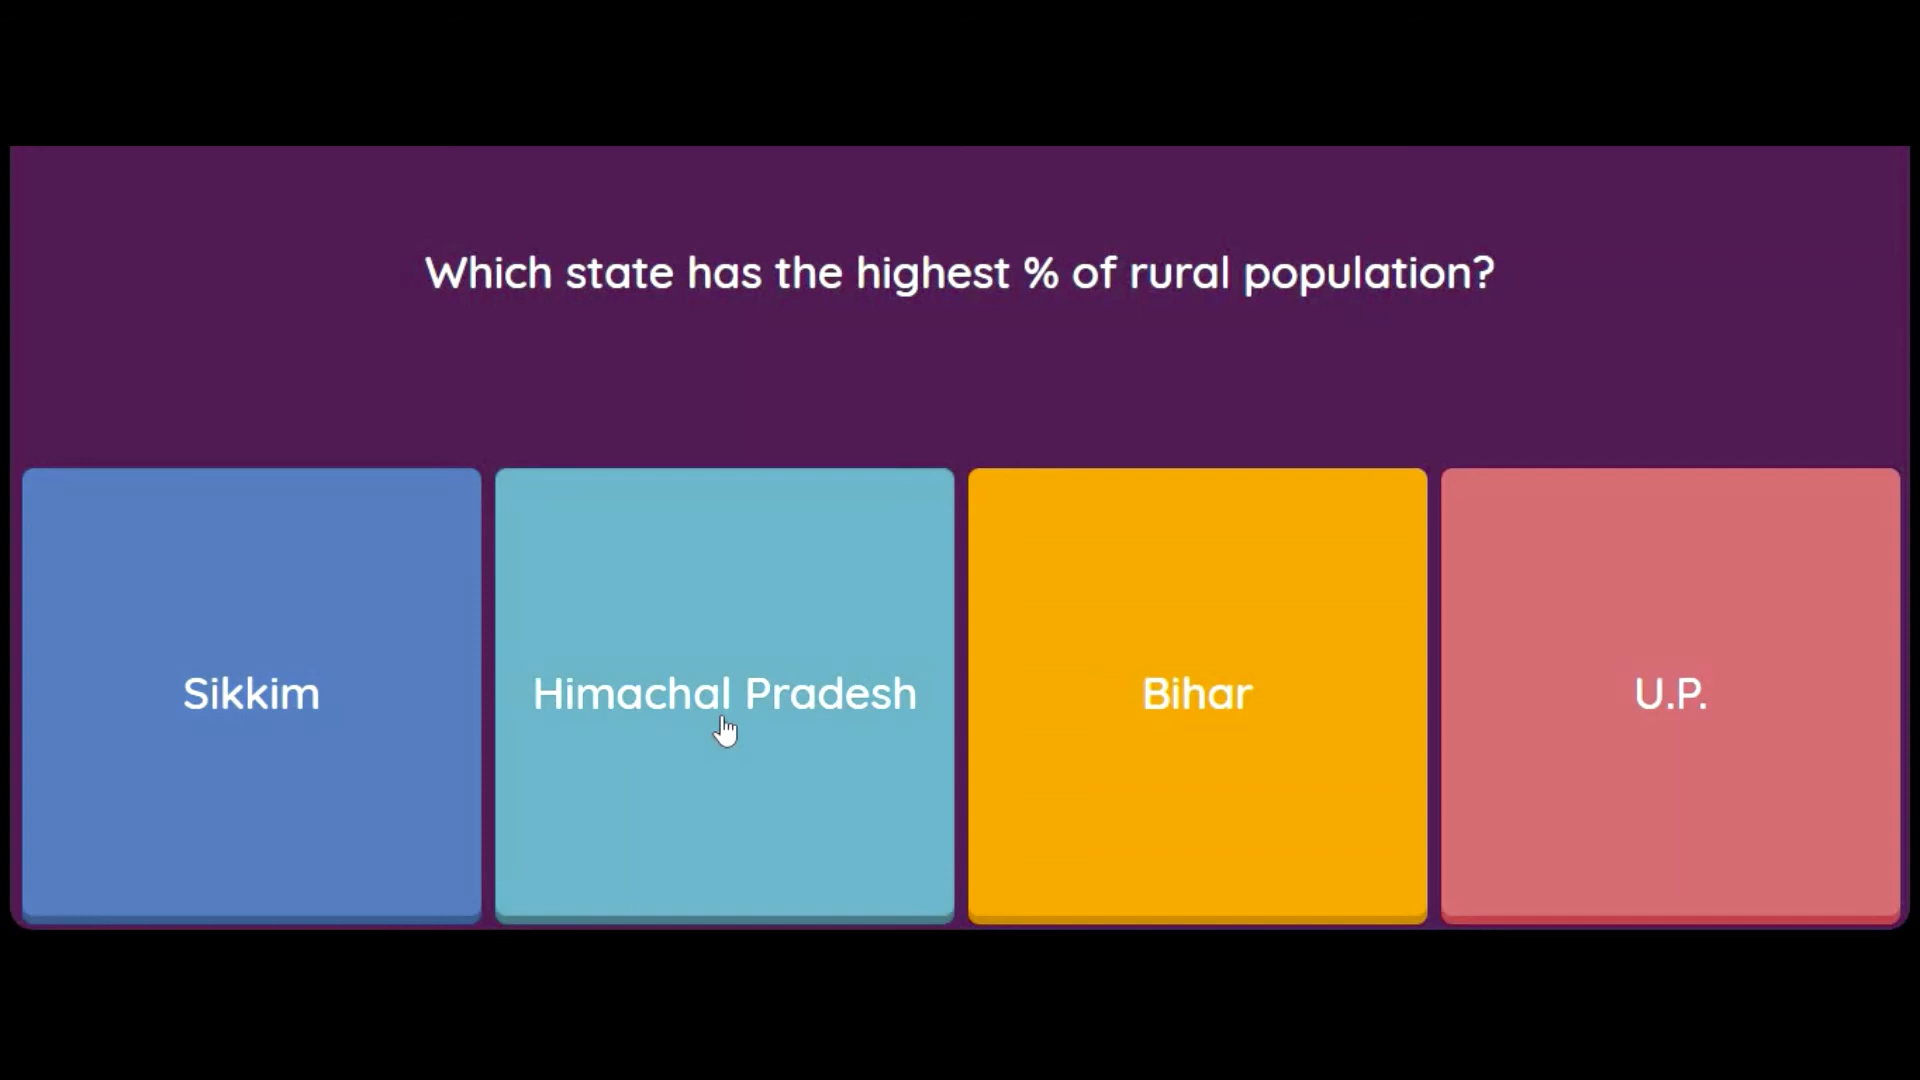 Which state has the highest % of rural population?
Sikkim
Himachal Pradesh
Bihar
U.P.